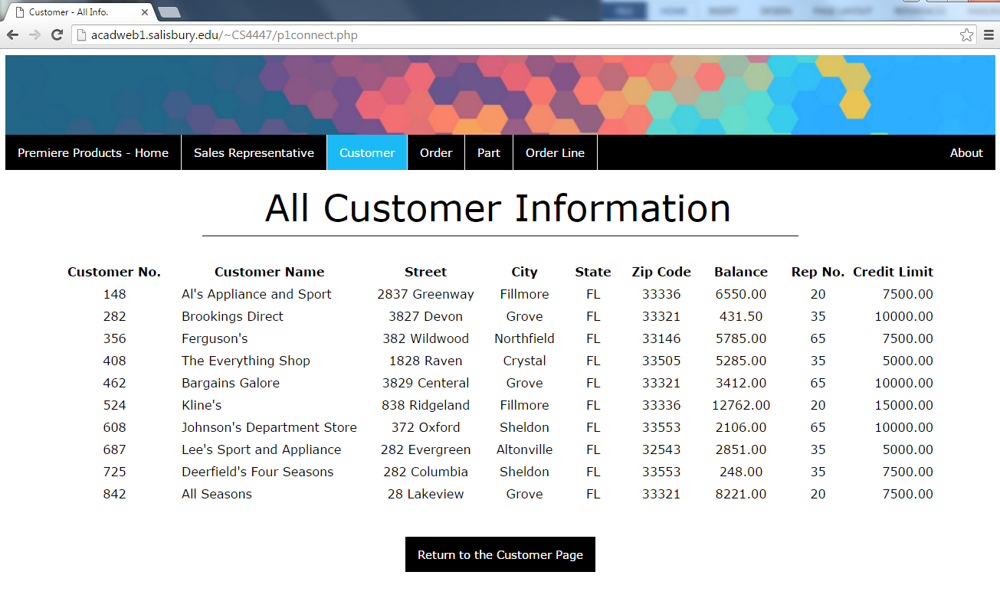 Customer - All Info.
FILE HOME INSERT DESIGN PAGE LAYOUT REFERENCES
acadweb1.salisbury.edu/~CS4447/p1connect.php
Premiere Products - Home Sales Representative Customer Order Part Order Line About
All Customer Information
Customer No. Customer Name Street City State Zip Code Balance Rep No. Credit Limit
148 Al's Appliance and Sport 2837 Greenway Fillmore FL 33336 6550.00 20 7500.00
282 Brookings Direct 3827 Devon Grove FL 33321 431.50 35 10000.00
356 Ferguson's 382 Wildwood Northfield FL 33146 5785.00 65 7500.00
408 The Everything Shop 1828 Raven Crystal FL 33505 5285.00 35 5000.00
462 Bargains Galore 3829 Centeral Grove FL 33321 3412.00 65 10000.00
524 Kline's 838 Ridgeland Fillmore FL 33336 12762.00 20 15000.00
608 Johnson's Department Store 372 Oxford Sheldon FL 33553 2106.00 65 10000.00
687 Lee's Sport and Appliance 282 Evergreen Altonville FL 32543 2851.00 35 5000.00
725 Deerfield's Four Seasons 282 Columbia Sheldon FL 33553 248.00 35 7500.00
842 All Seasons 28 Lakeview Grove FL 33321 8221.00 20 7500.00
Return to the Customer Page